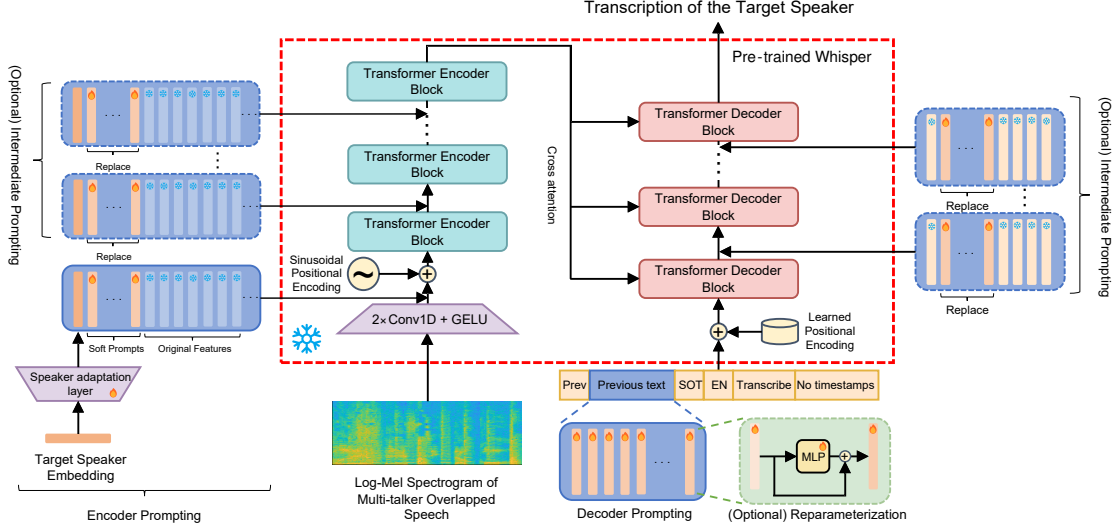 Transcription of the Target Speaker
Pre-trained Whisper
(Optional) Intermediate Prompting
. . .
Replace
. . .
Replace
. . .
Soft Prompts
Original Features
Speaker adaptation
layer
Target Speaker
Embedding
Encoder Prompting
Transformer Encoder
Block
Transformer Encoder
Block
Transformer Encoder
Block
Sinusoidal
Positional
Encoding
~
+
2×Conv1D + GELU
Log-Mel Spectrogram of
Multi-talker Overlapped
Speech
Cross attention
Transformer Decoder
Block
Transformer Decoder
Block
Transformer Decoder
Block
+
Learned
Positional
Encoding
Prev
Previous text
SOT
EN
Transcribe
No timestamps
. . .
Decoder Prompting
MLP
+
(Optional) Reparameterization
. . .
Replace
. . .
Replace
(Optional) Intermediate Prompting